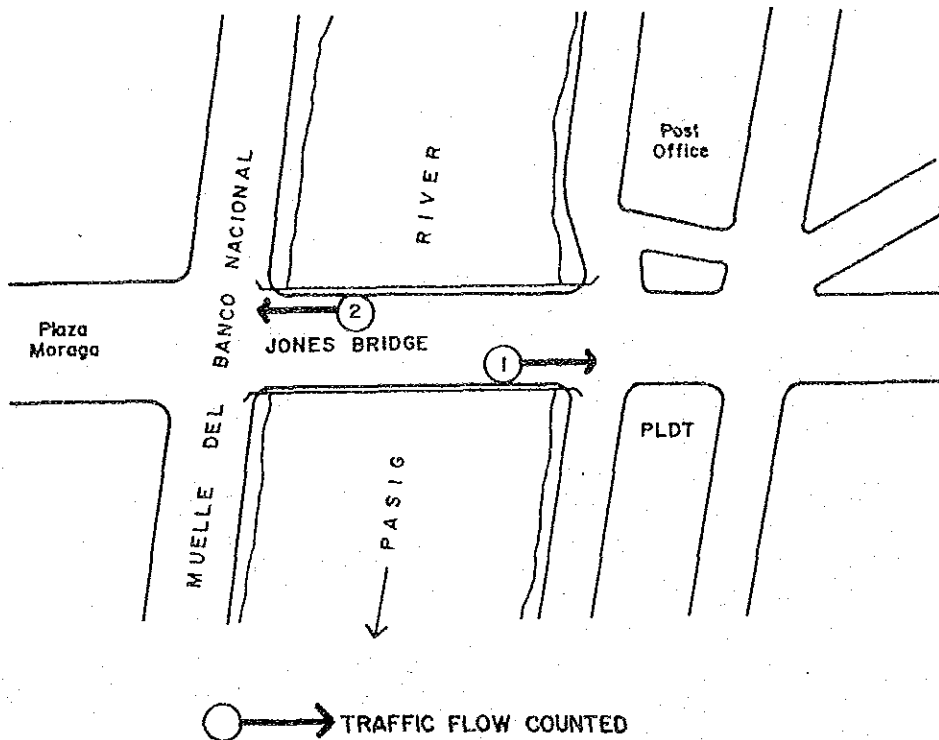 Post
Office
RIVER
MUELLE DEL BANCO NACIONAL
2
Plaza
Moraga
JONES BRIDGE
1
PLDT
PASIG
TRAFFIC FLOW COUNTED